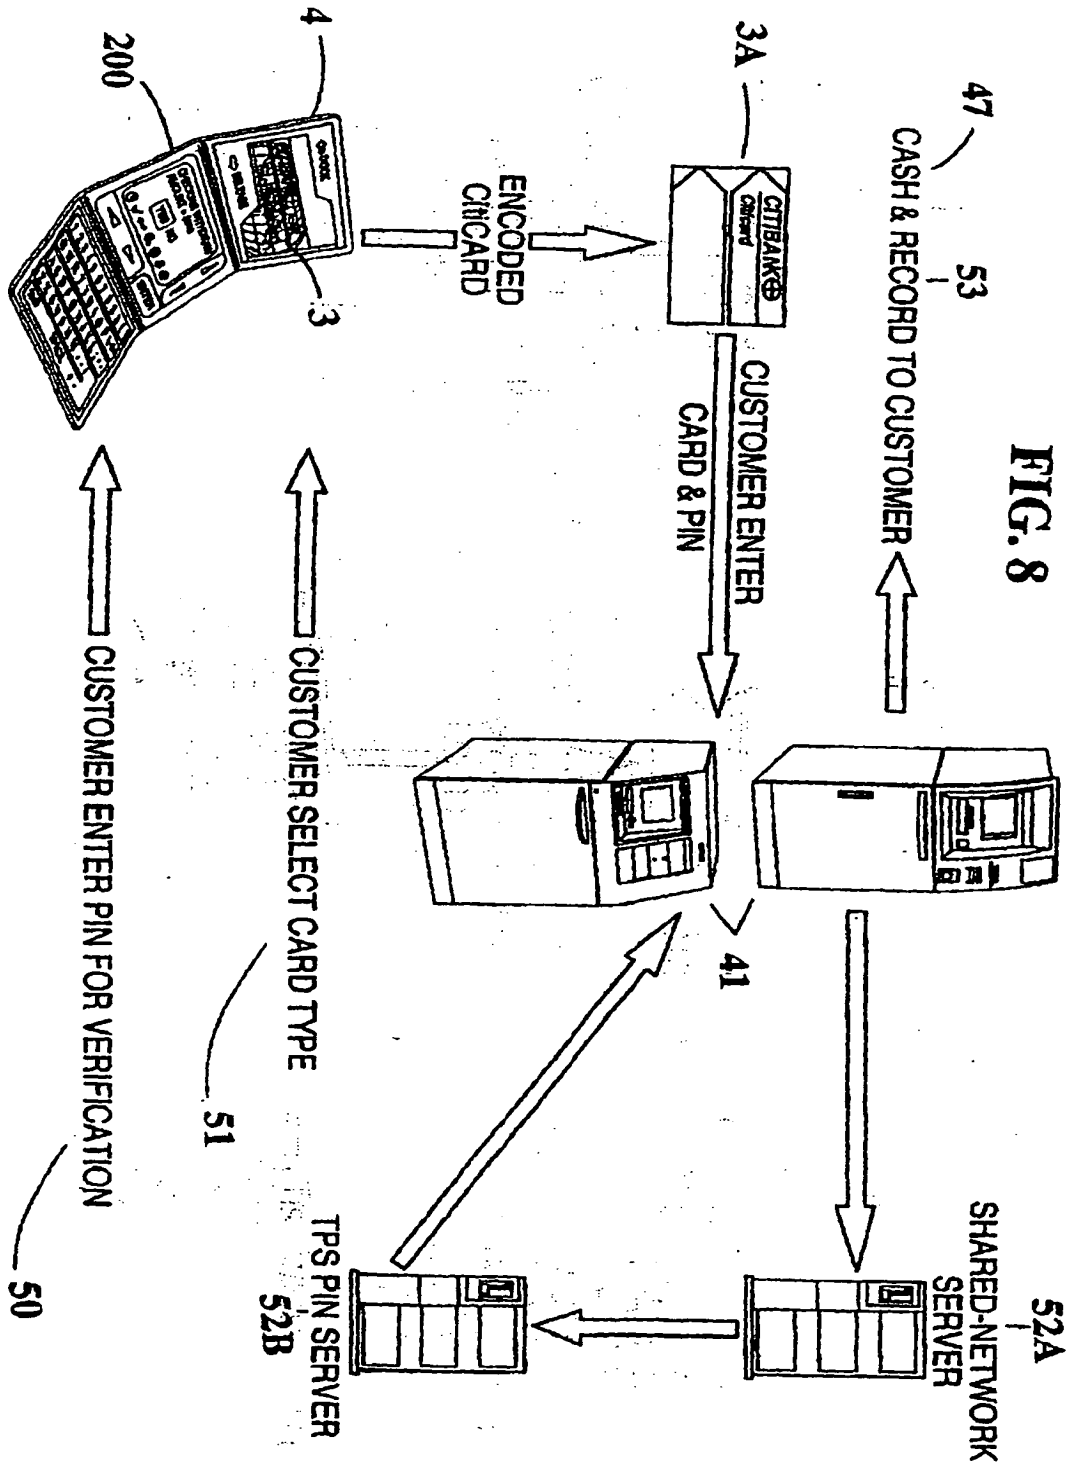 FIG. 8
47
CASH & RECORD TO CUSTOMER
53
52A
SHARED-NETWORK
SERVER
3A
CITIBANK
Citicard
CUSTOMER ENTER
CARD & PIN
41
ENCODED
CitiCARD
TPS PIN SERVER
52B
4
3
200
CUSTOMER SELECT CARD TYPE
51
CUSTOMER ENTER PIN FOR VERIFICATION
50